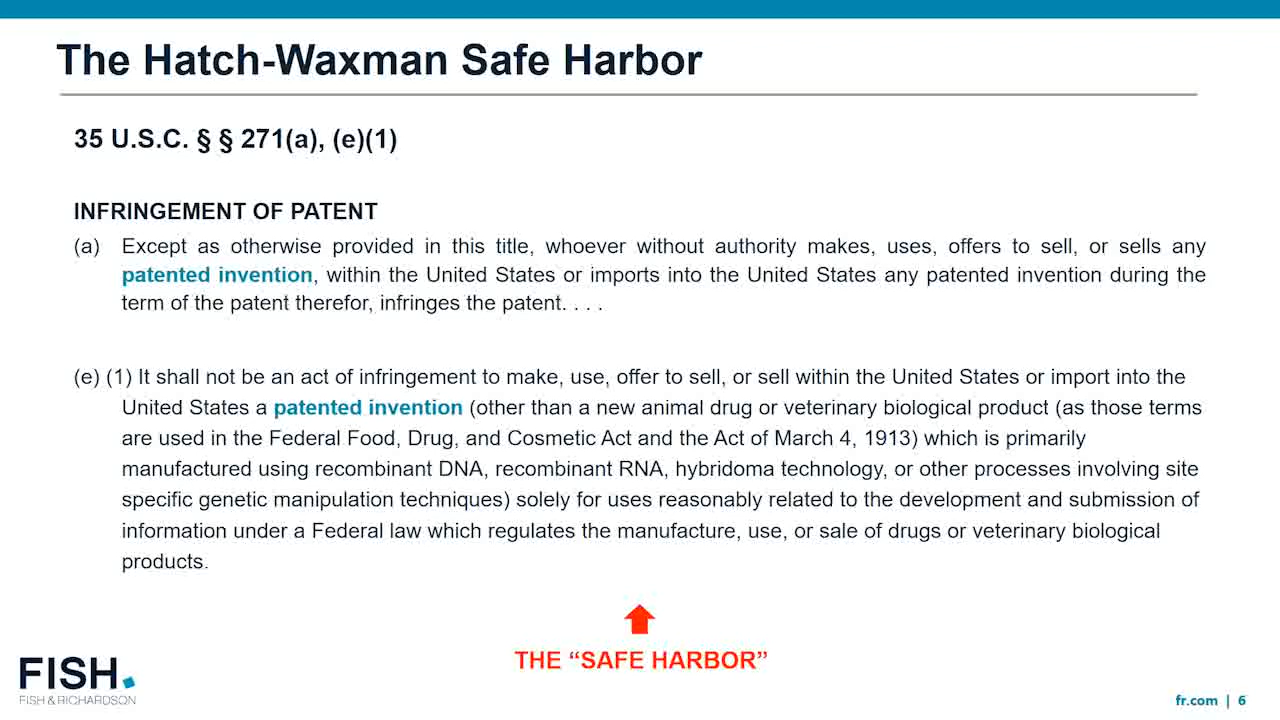 The Hatch-Waxman Safe Harbor
35 U.S.C. § § 271(a), (e)(1)
INFRINGEMENT OF PATENT
(a) Except as otherwise provided in this title, whoever without authority makes, uses, offers to sell, or sells any
patented invention, within the United States or imports into the United States any patented invention during the
term of the patent therefor, infringes the patent. . . .
(e) (1) It shall not be an act of infringement to make, use, offer to sell, or sell within the United States or import into the
United States a patented invention (other than a new animal drug or veterinary biological product (as those terms
are used in the Federal Food, Drug, and Cosmetic Act and the Act of March 4, 1913) which is primarily
manufactured using recombinant DNA, recombinant RNA, hybridoma technology, or other processes involving site
specific genetic manipulation techniques) solely for uses reasonably related to the development and submission of
information under a Federal law which regulates the manufacture, use, or sale of drugs or veterinary biological
products.
THE “SAFE HARBOR”
FISH.
FISH & RICHARDSON
fr.com | 6